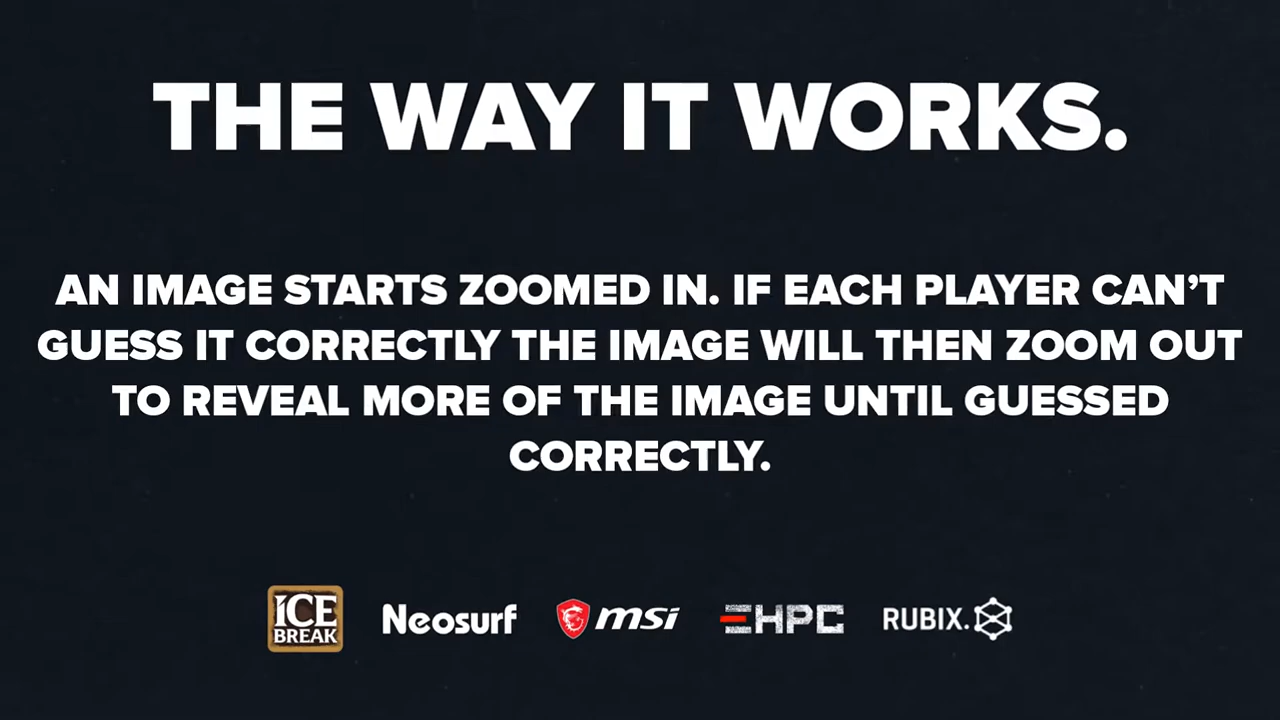 THE WAY IT WORKS.
AN IMAGE STARTS ZOOMED IN. IF EACH PLAYER CAN’T
GUESS IT CORRECTLY THE IMAGE WILL THEN ZOOM OUT
TO REVEAL MORE OF THE IMAGE UNTIL GUESSED
CORRECTLY.
ICE BREAK Neosurf msi EHPC RUBIX.